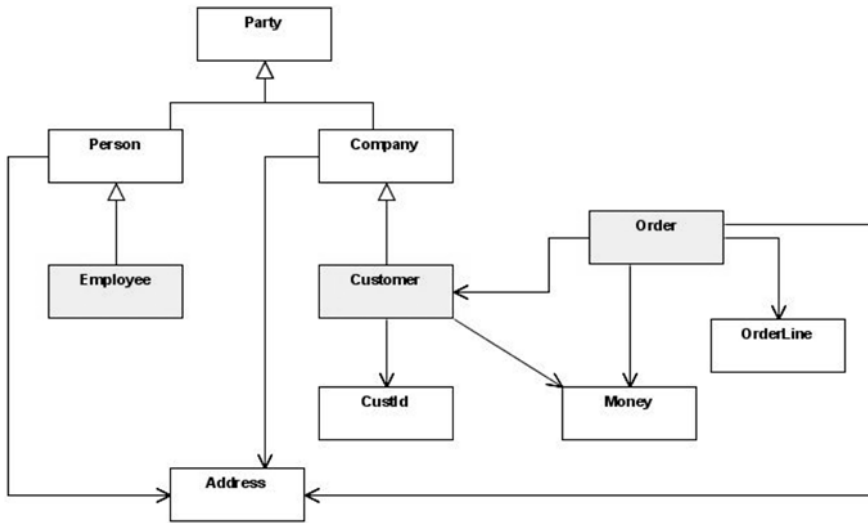 Party
Person
Company
Order
Employee
Customer
OrderLine
CustId
Money
Address